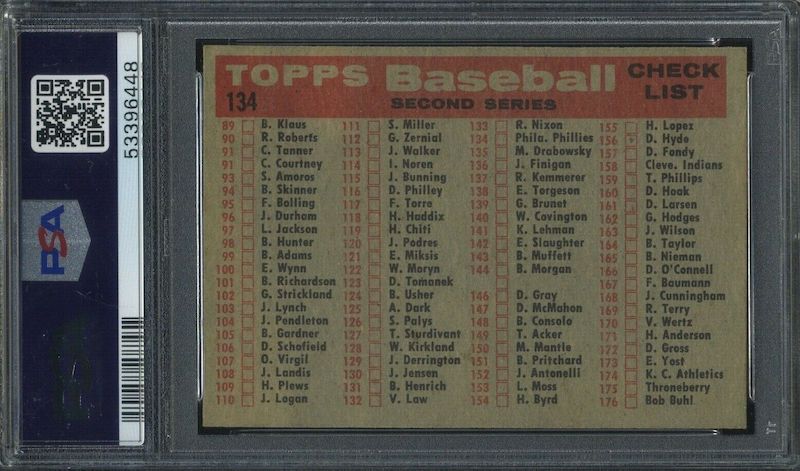 53396448
PSA
TOPPS Baseball
CHECK LIST
134
SECOND SERIES
89 B. Klaus
90 R. Roberts
91 C. Tanner
91 C. Courtney
93 S. Amoros
94 B. Skinner
95 F. Bolling
96 J. Durham
97 L. Jackson
98 B. Hunter
99 B. Adams
100 E. Wynn
101 B. Richardson
102 G. Strickland
103 J. Lynch
104 J. Pendleton
105 B. Gardner
106 D. Schofield
107 O. Virgil
108 J. Landis
109 H. Plews
110 J. Logan
111 S. Miller
112 G. Zernial
113 J. Walker
114 I. Noren
115 J. Bunning
116 D. Philley
117 F. Torre
118 H. Haddix
119 H. Chiti
120 J. Podres
121 E. Miksis
122 W. Moryn
123 D. Tomanek
124 B. Usher
125 A. Dark
126 S. Palys
127 T. Sturdivant
128 W. Kirkland
129 J. Derrington
130 J. Jensen
131 B. Henrich
132 V. Law
133 R. Nixon
134 Phila. Phillies
135 M. Drabowsky
136 J. Finigan
137 R. Kemmerer
138 E. Torgeson
139 G. Brunet
140 W. Covington
141 K. Lehman
142 E. Slaughter
143 B. Muffett
144 B. Morgan
146 D. Gray
147 D. McMahon
148 B. Consolo
149 T. Acker
150 M. Mantle
151 B. Pritchard
152 J. Antonelli
153 L. Moss
154 H. Byrd
155 H. Lopez
156 D. Hyde
157 D. Fondy
158 Cleve. Indians
159 T. Phillips
160 D. Hoak
161 D. Larsen
162 G. Hodges
163 J. Wilson
164 B. Taylor
165 B. Nieman
166 D. O'Connell
167 F. Baumann
168 J. Cunningham
169 R. Terry
170 V. Wertz
171 H. Anderson
172 D. Gross
173 E. Yost
174 K. C. Athletics
175 Throneberry
176 Bob Buhl